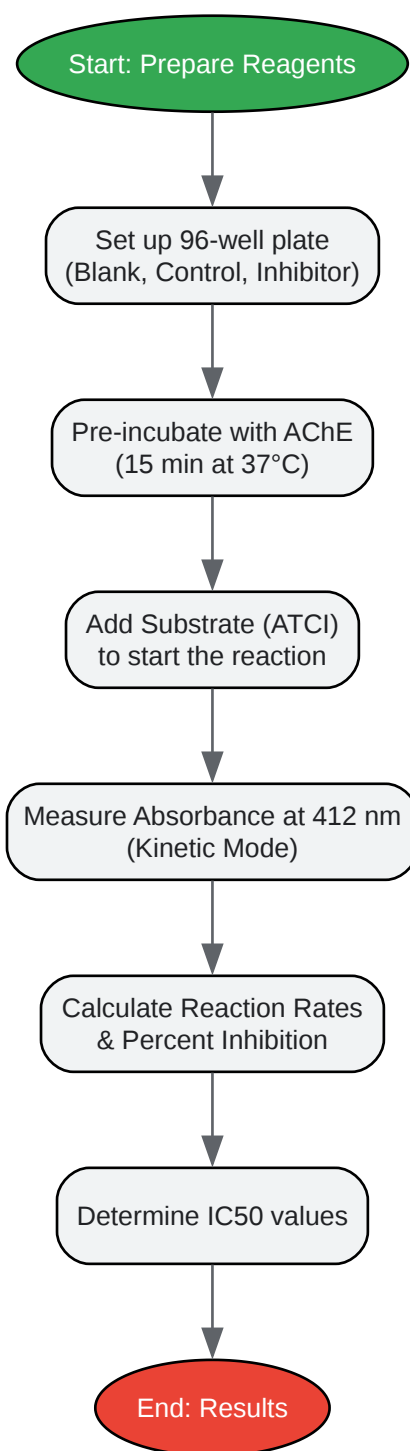 Start: Prepare Reagents
Set up 96-well plate
(Blank, Control, Inhibitor)
Pre-incubate with AChE
(15 min at 37°C)
Add Substrate (ATCI)
to start the reaction
Measure Absorbance at 412 nm
(Kinetic Mode)
Calculate Reaction Rates
& Percent Inhibition
Determine IC50 values
End: Results